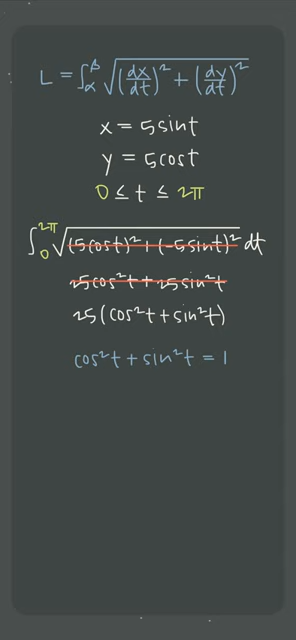 L = ∫_α^β √((dx/dt)² + (dy/dt)²)
x = 5sint
y = 5cost
0 ≤ t ≤ 2π
∫_0^2π √((5cost)² + (-5sint)²) dt
25cos²t + 25sin²t
25(cos²t + sin²t)
cos²t + sin²t = 1